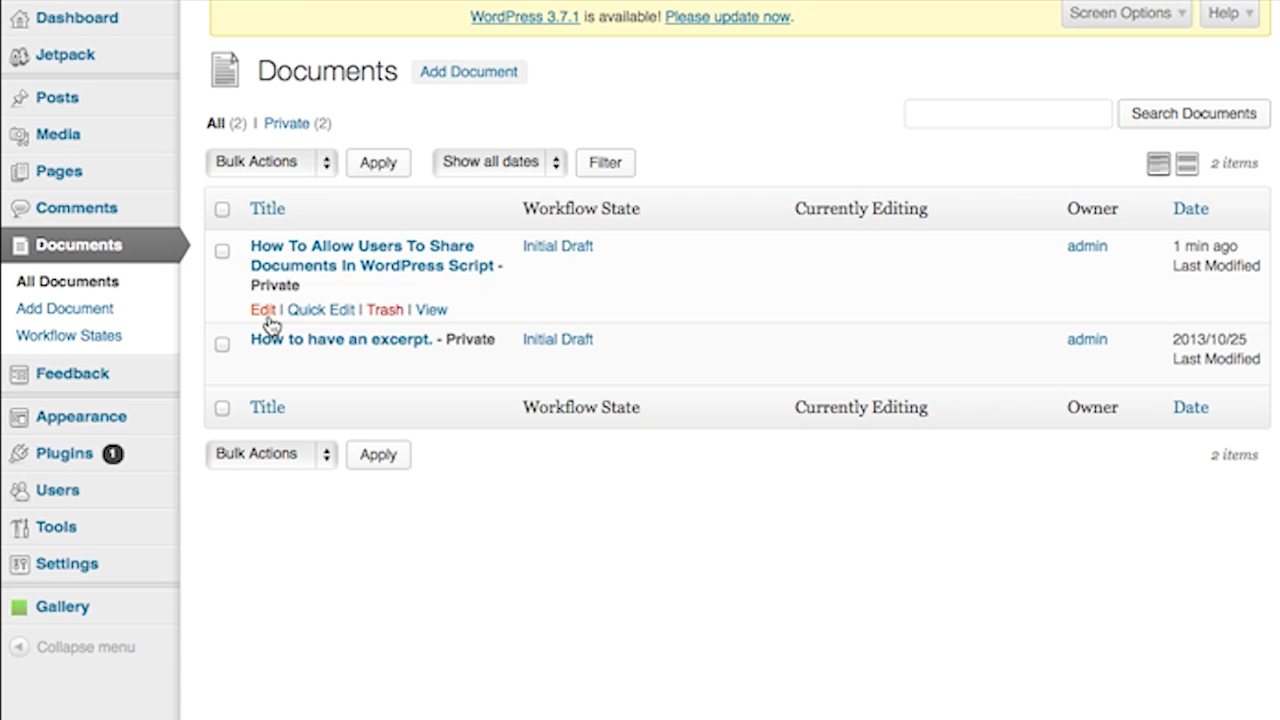 WordPress 3.7.1 is available! Please update now.
Screen Options
Help
Dashboard
Jetpack
Posts
Media
Pages
Comments
Documents
All Documents
Add Document
Workflow States
Feedback
Appearance
Plugins 1
Users
Tools
Settings
Gallery
Collapse menu
Documents Add Document
All (2) | Private (2)
Search Documents
Bulk Actions Apply Show all dates Filter 2 items
Title Workflow State Currently Editing Owner Date
How To Allow Users To Share
Documents In WordPress Script -
Private
Edit | Quick Edit | Trash | View
Initial Draft
admin
1 min ago
Last Modified
How to have an excerpt. - Private
Initial Draft
admin
2013/10/25
Last Modified
Title Workflow State Currently Editing Owner Date
Bulk Actions Apply 2 items